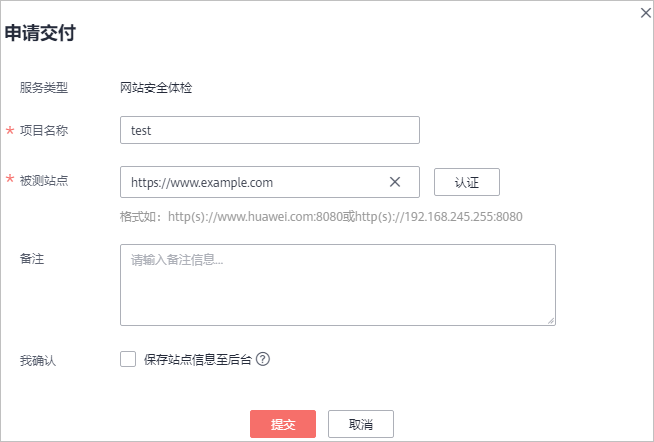 申请交付
服务类型 网站安全体检
* 项目名称 test
* 被测站点 https://www.example.com 认证
格式如：http(s)://www.huawei.com:8080或http(s)://192.168.245.255:8080
备注 请输入备注信息...
我确认 保存站点信息至后台 ?
提交 取消